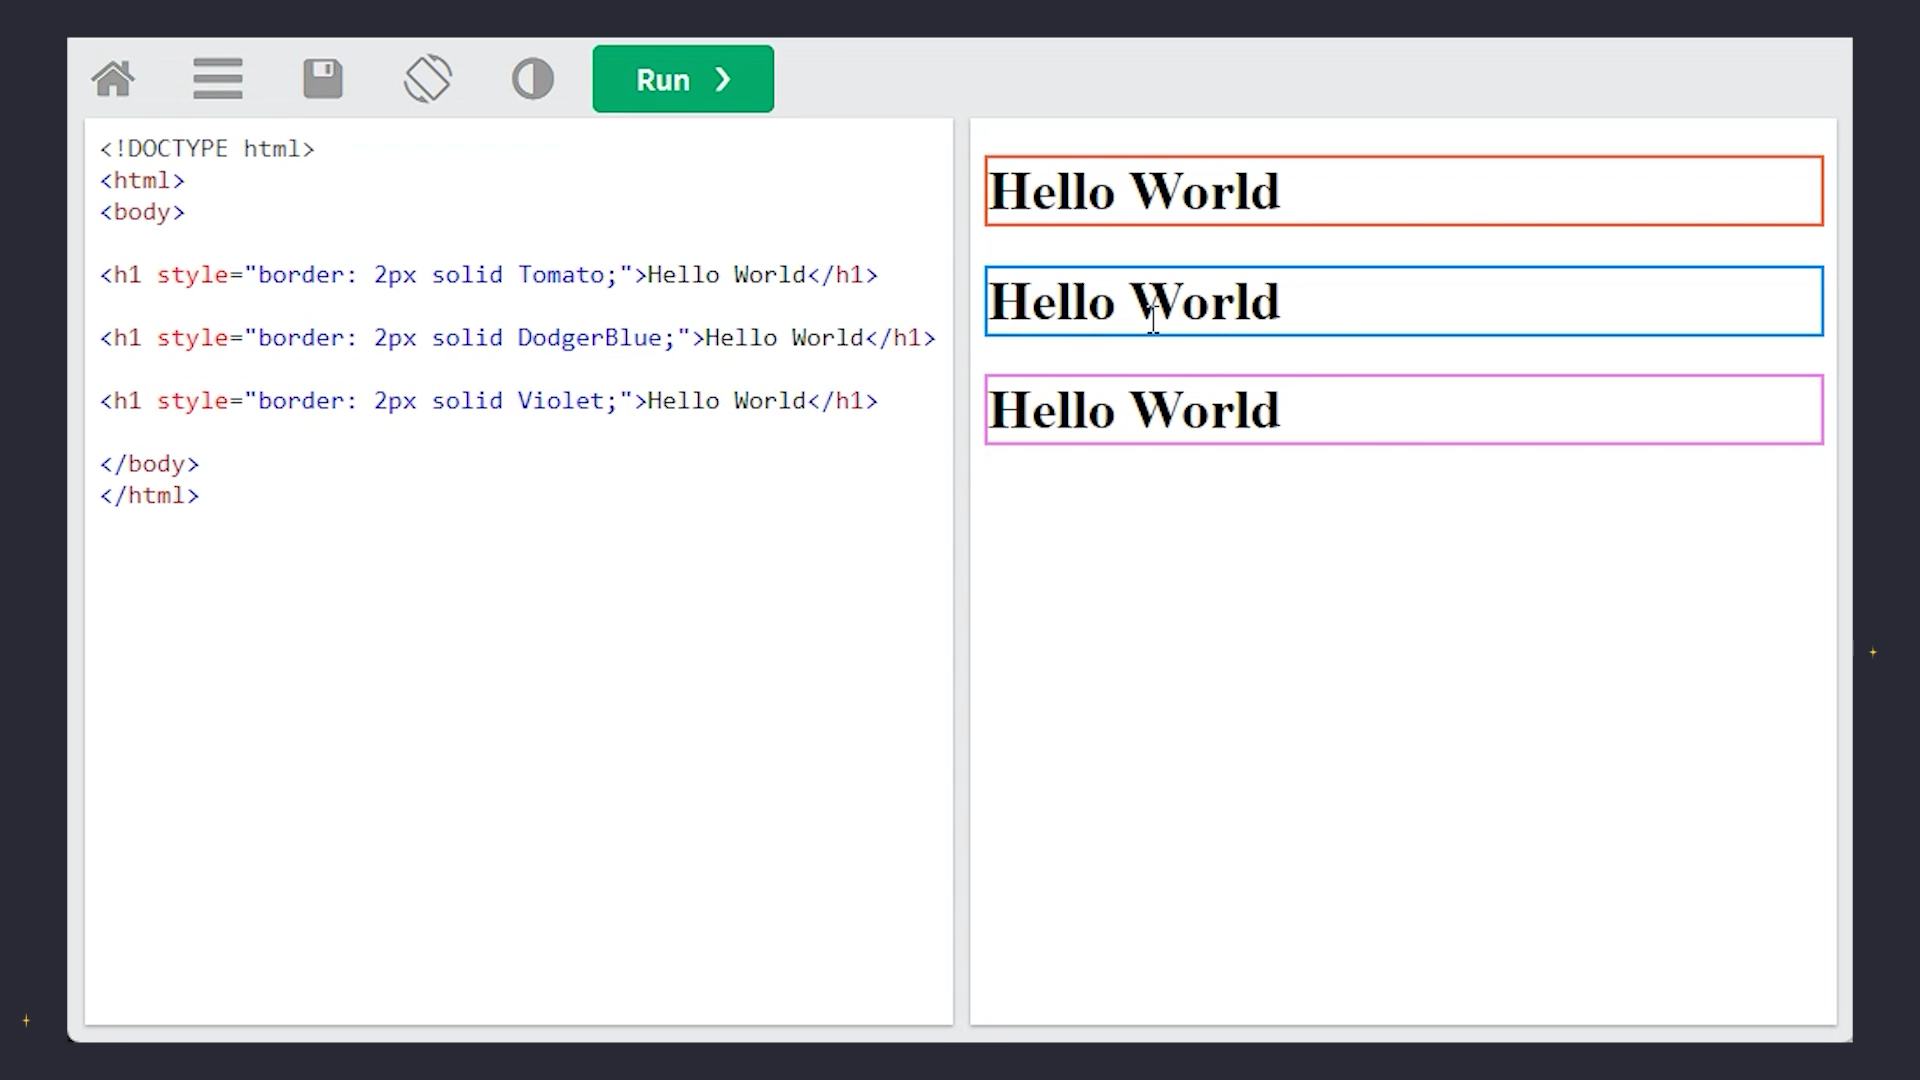 Run ❯
<!DOCTYPE html>
<html>
<body>
<h1 style="border: 2px solid Tomato;">Hello World</h1>
<h1 style="border: 2px solid DodgerBlue;">Hello World</h1>
<h1 style="border: 2px solid Violet;">Hello World</h1>
</body>
</html>
Hello World
Hello World
Hello World